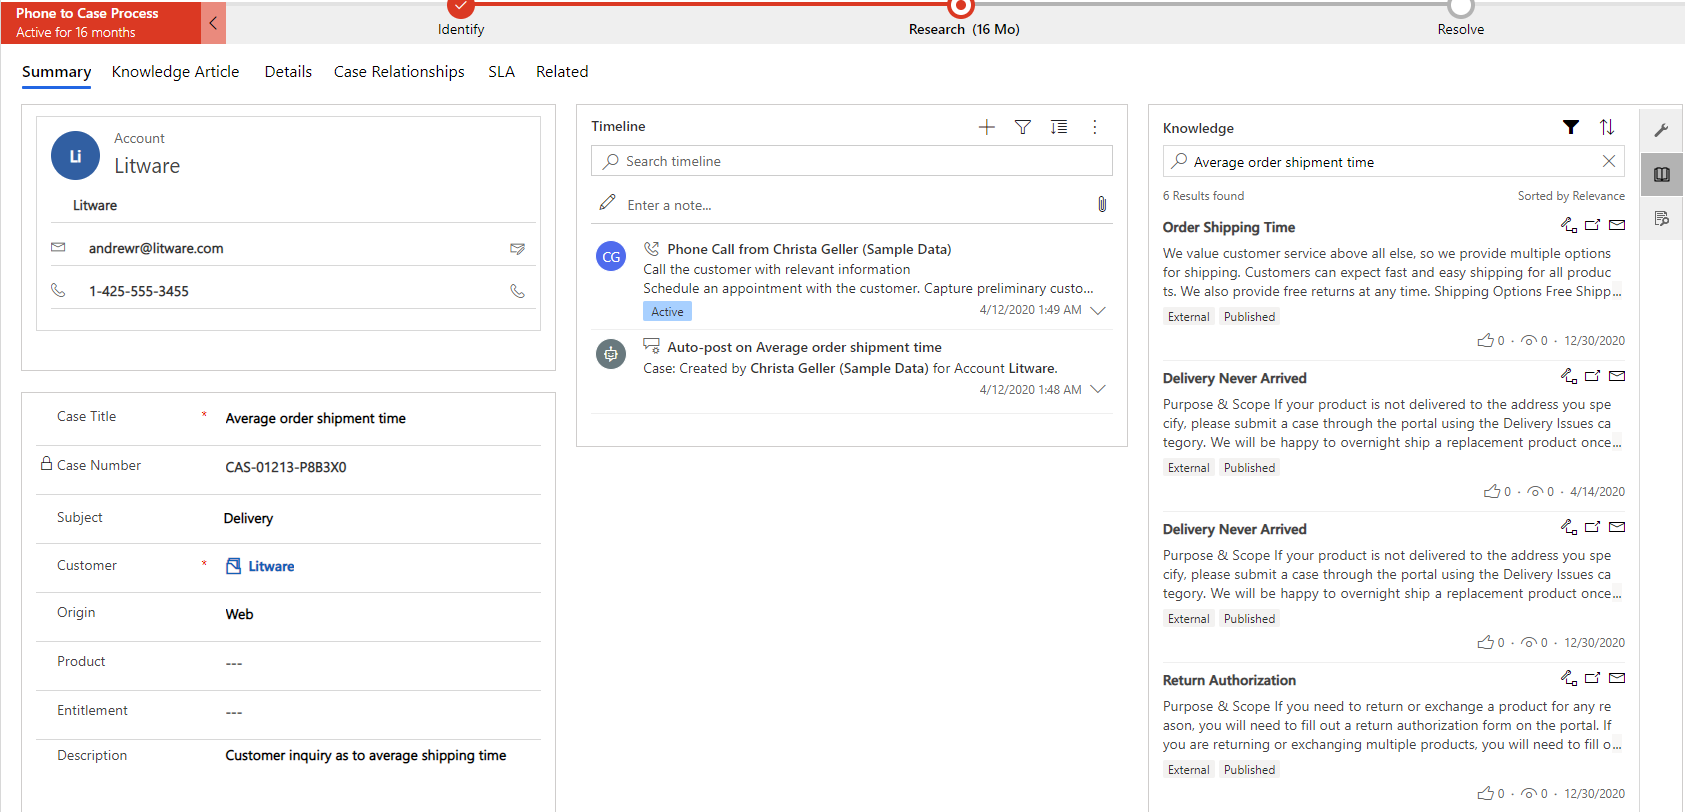 Phone to Case Process
Active for 16 months
Identify
Research (16 Mo)
Resolve
Summary
Knowledge Article
Details
Case Relationships
SLA
Related
Li
Account
Litware
Litware
andrewr@litware.com
1-425-555-3455
Case Title
*
Average order shipment time
Case Number
CAS-01213-P8B3X0
Subject
Delivery
Customer
*
Litware
Origin
Web
Product
---
Entitlement
---
Description
Customer inquiry as to average shipping time
Timeline
Search timeline
Enter a note...
CG
Phone Call from Christa Geller (Sample Data)
Call the customer with relevant information
Schedule an appointment with the customer. Capture preliminary custo...
Active
4/12/2020 1:49 AM
Auto-post on Average order shipment time
Case: Created by Christa Geller (Sample Data) for Account Litware.
4/12/2020 1:48 AM
Knowledge
Average order shipment time
6 Results found
Sorted by Relevance
Order Shipping Time
We value customer service above all else, so we provide multiple options
for shipping. Customers can expect fast and easy shipping for all produc
ts. We also provide free returns at any time. Shipping Options Free Shipp...
External
Published
0 · 0 · 12/30/2020
Delivery Never Arrived
Purpose & Scope If your product is not delivered to the address you spe
cify, please submit a case through the portal using the Delivery Issues ca
tegory. We will be happy to overnight ship a replacement product once...
External
Published
0 · 0 · 4/14/2020
Delivery Never Arrived
Purpose & Scope If your product is not delivered to the address you spe
cify, please submit a case through the portal using the Delivery Issues ca
tegory. We will be happy to overnight ship a replacement product once...
External
Published
0 · 0 · 12/30/2020
Return Authorization
Purpose & Scope If you need to return or exchange a product for any re
ason, you will need to fill out a return authorization form on the portal. If
you are returning or exchanging multiple products, you will need to fill o...
External
Published
0 · 0 · 12/30/2020